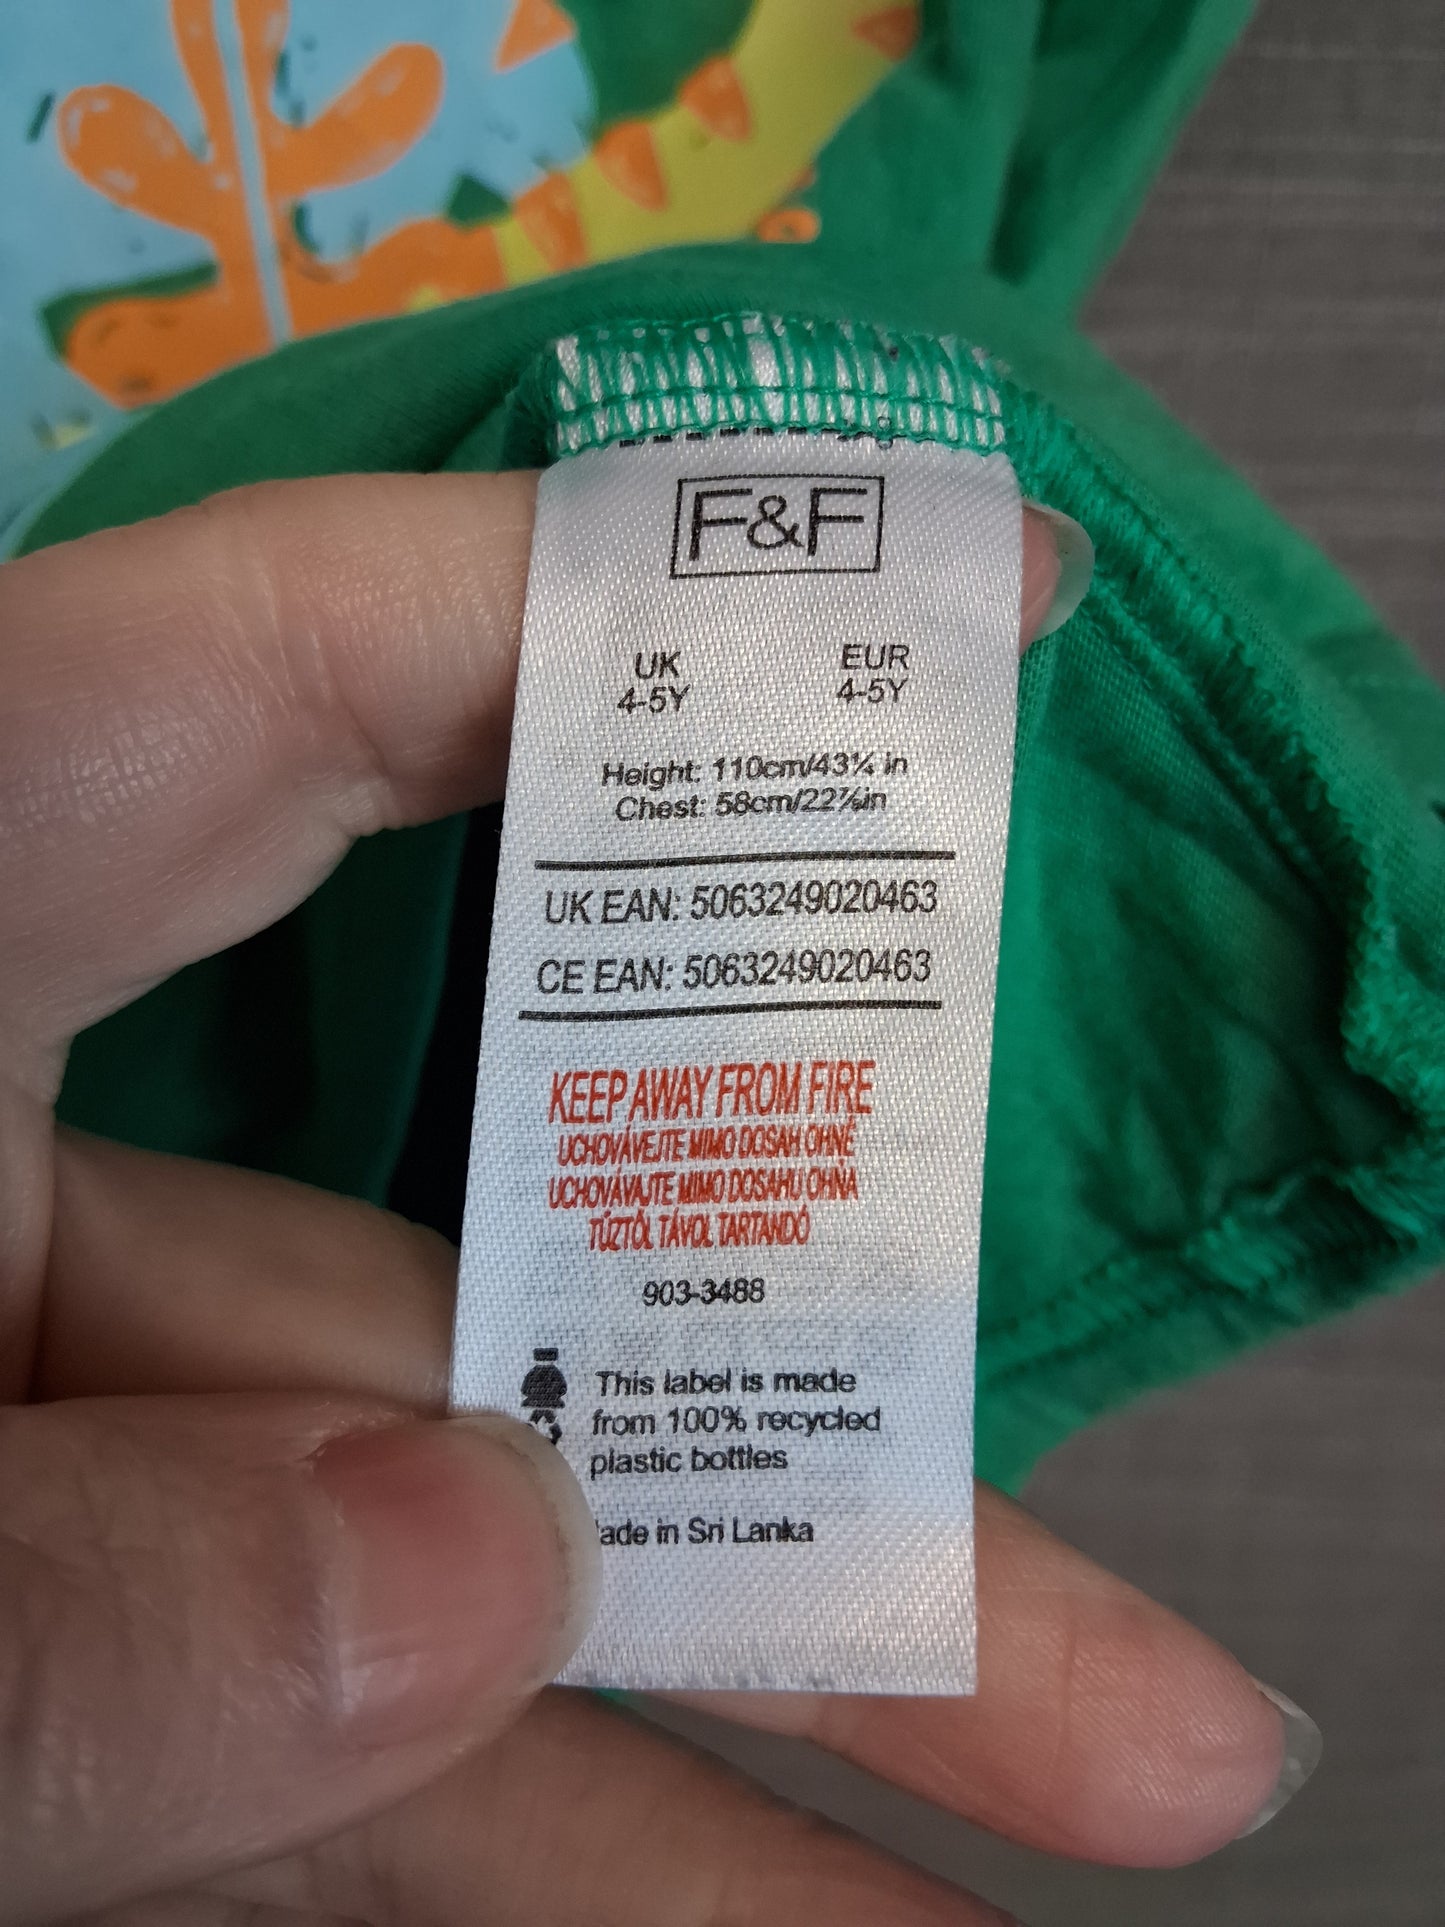 F&F
UK EUR
4-5Y 4-5Y
Height: 110cm/43¼ in
Chest: 58cm/22⅞in
UK EAN: 5063249020463
CE EAN: 5063249020463
KEEP AWAY FROM FIRE
UCHOVÁVEJTE MIMO DOSAH OHNĚ
UCHOVÁVAJTE MIMO DOSAHU OHŇA
TŰZTŐL TÁVOL TARTANDÓ
903-3488
This label is made
from 100% recycled
plastic bottles
ade in Sri Lanka